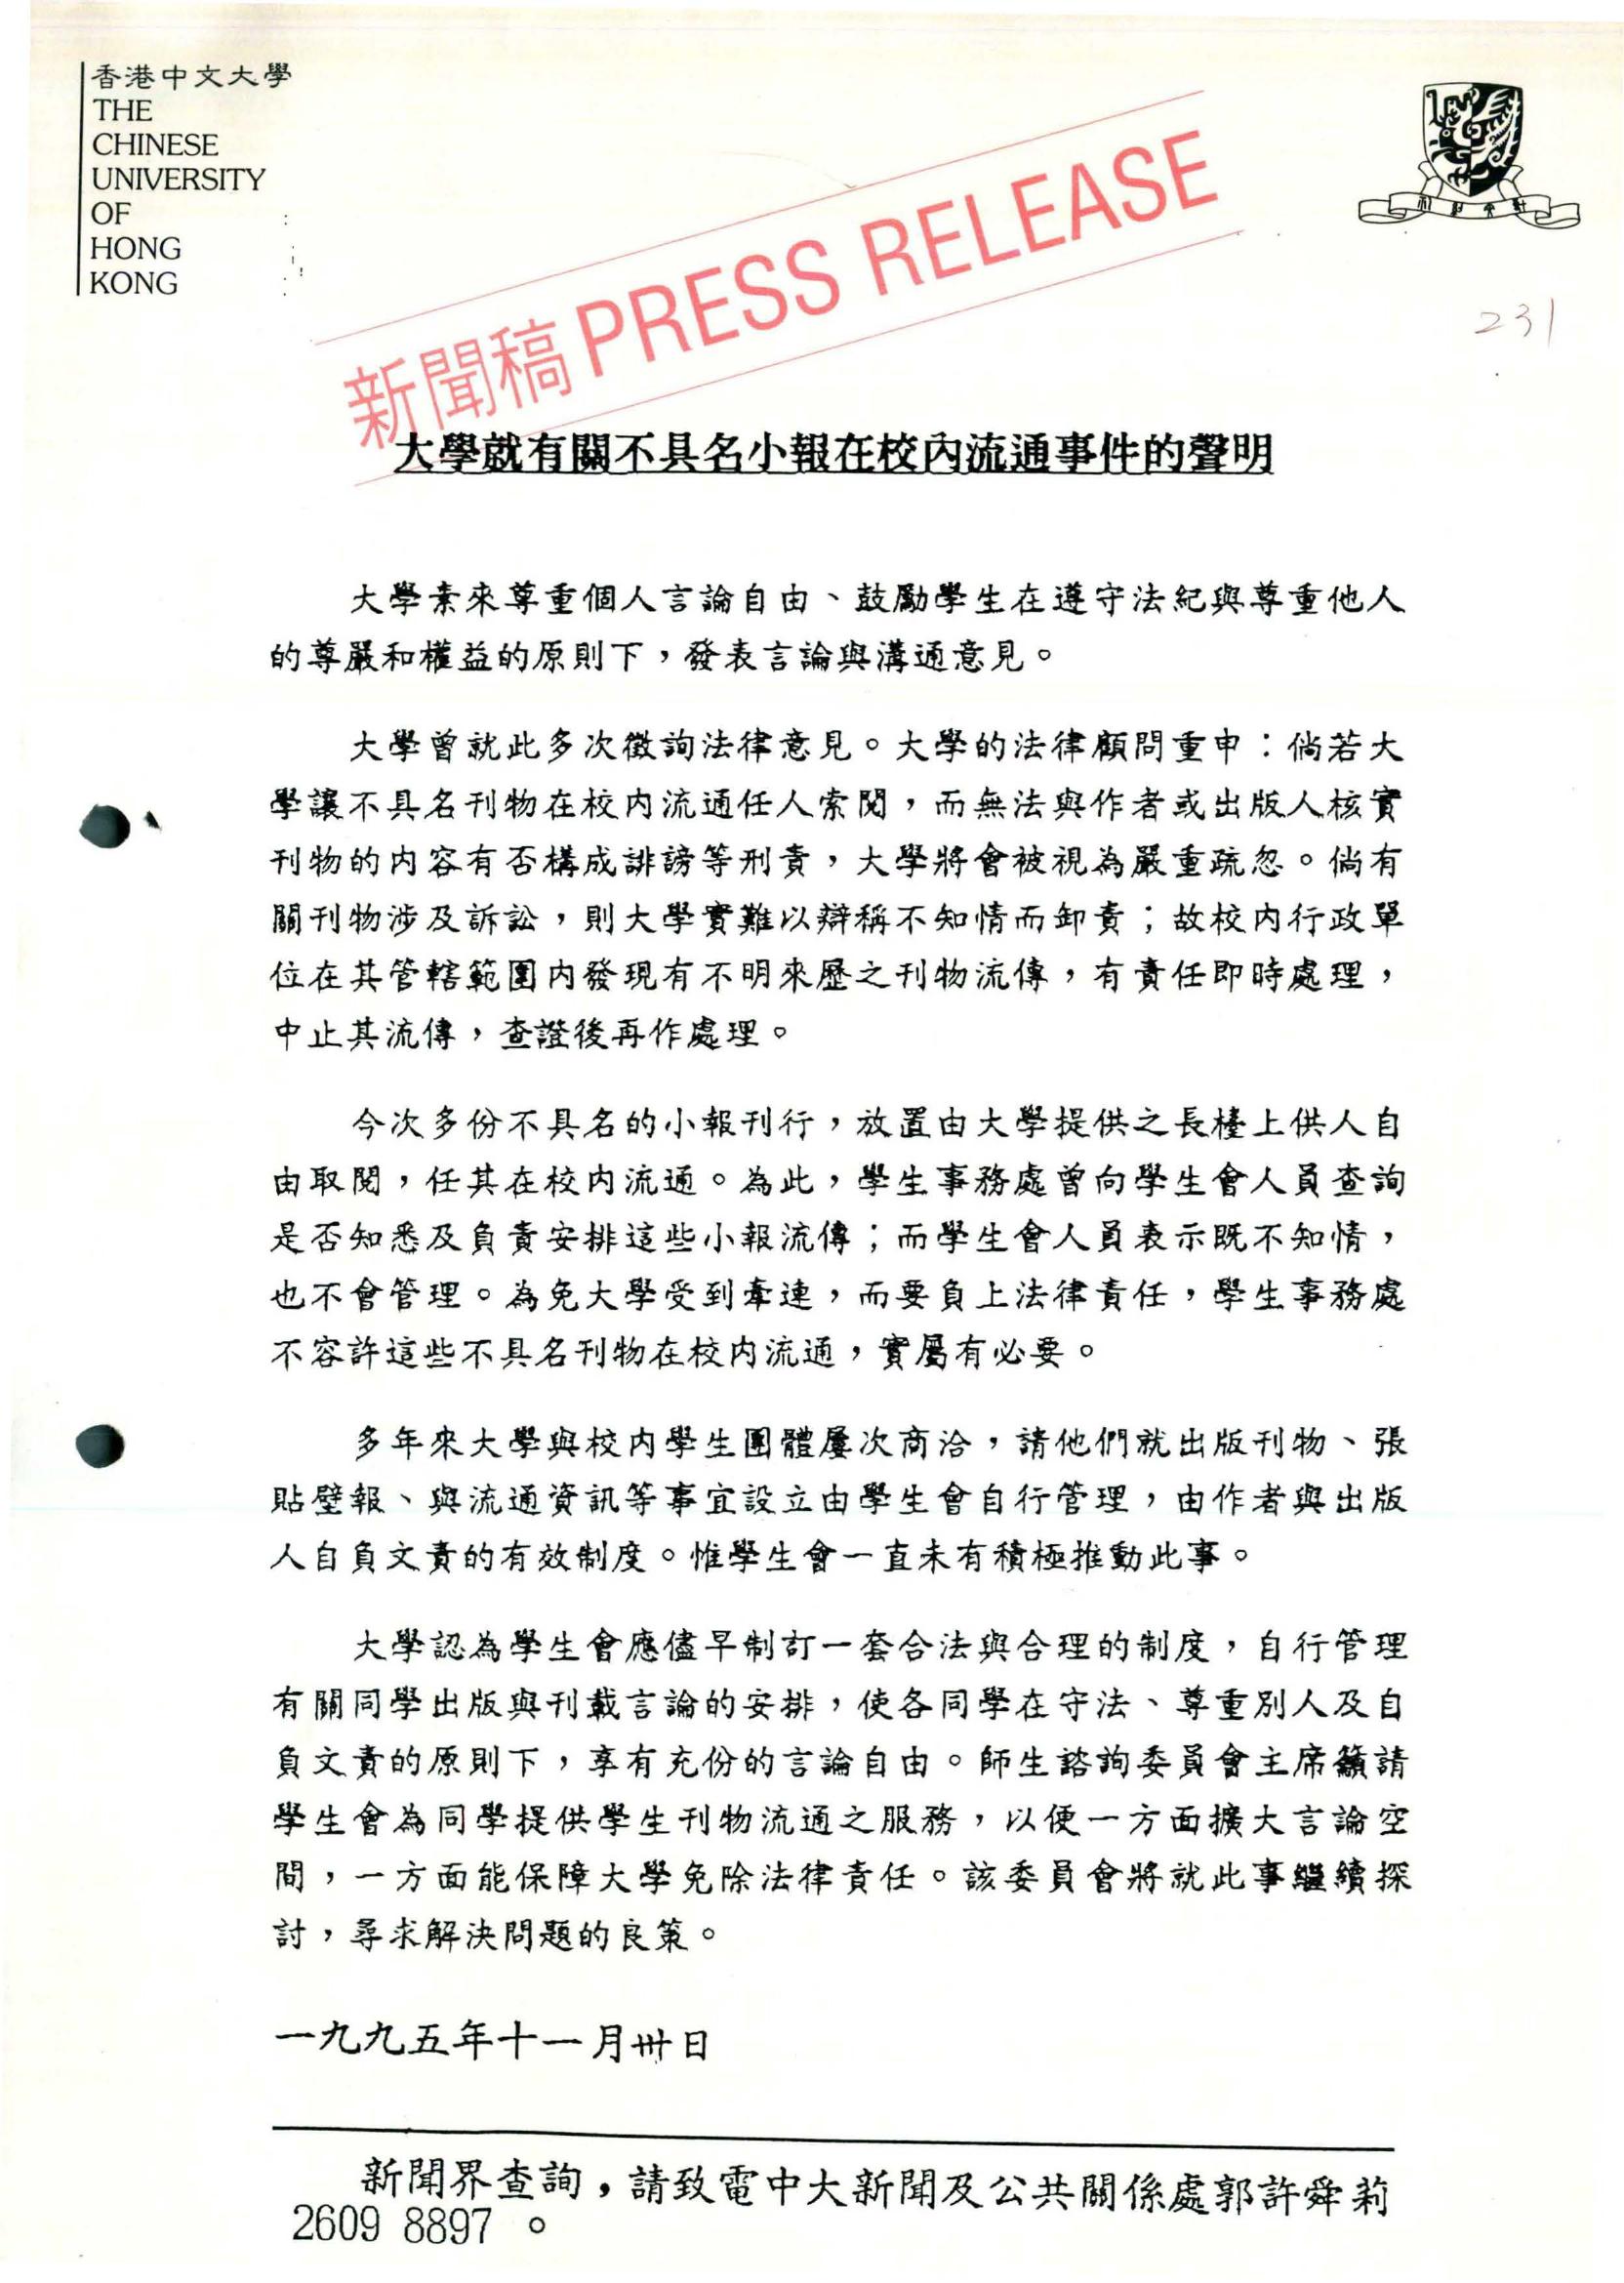 香港中文大學
THE
CHINESE
UNIVERSITY
OF
HONG
KONG
新聞稿 PRESS RELEASE
231
大學就有關不具名小報在校內流通事件的聲明
大學素來尊重個人言論自由、鼓勵學生在遵守法紀與尊重他人
的尊嚴和權益的原則下,發表言論與溝通意見。
大學曾就此多次徵詢法律意見。大學的法律顧問重申:倘若大
學讓不具名刊物在校內流通任人索閱,而無法與作者或出版人核實
刊物的內容有否構成誹謗等刑責,大學將會被視為嚴重疏忽。倘有
關刊物涉及訴訟,則大學實難以辯稱不知情而卸責;故校內行政單
位在其管轄範圍內發現有不明來歷之刊物流傳,有責任即時處理,
中止其流傳,查證後再作處理。
今次多份不具名的小報刊行,放置由大學提供之長檯上供人自
由取閱,任其在校內流通。為此,學生事務處曾向學生會人員查詢
是否知悉及負責安排這些小報流傳;而學生會人員表示既不知情,
也不會管理。為免大學受到牽連,而要負上法律責任,學生事務處
不容許這些不具名刊物在校內流通,實屬有必要。
多年來大學與校內學生團體屢次商洽,請他們就出版刊物、張
貼壁報、與流通資訊等事宜設立由學生會自行管理,由作者與出版
人自負文責的有效制度。惟學生會一直未有積極推動此事。
大學認為學生會應儘早制訂一套合法與合理的制度,自行管理
有關同學出版與刊載言論的安排,使各同學在守法、尊重別人及自
負文責的原則下,享有充份的言論自由。師生諮詢委員會主席籲請
學生會為同學提供學生刊物流通之服務,以便一方面擴大言論空
間,一方面能保障大學免除法律責任。該委員會將就此事繼續探
討,尋求解決問題的良策。
一九九五年十一月卅日
新聞界查詢,請致電中大新聞及公共關係處郭許舜莉
2609 8897 。